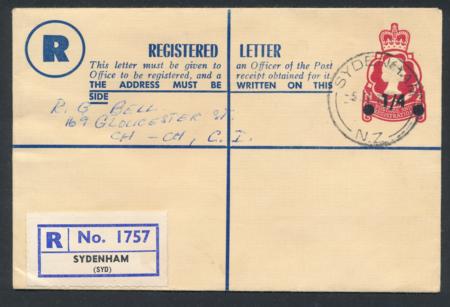 R
REGISTERED LETTER
This letter must be given to an Officer of the Post
Office to be registered, and a receipt obtained for it.
THE ADDRESS MUST BE WRITTEN ON THIS
SIDE
R G BELL
169 GLOUCESTER ST.
CH - CH, C. I.
SYDENHAM
N.Z.
1/4
REGISTRATION
R No. 1757
SYDENHAM
(SYD)